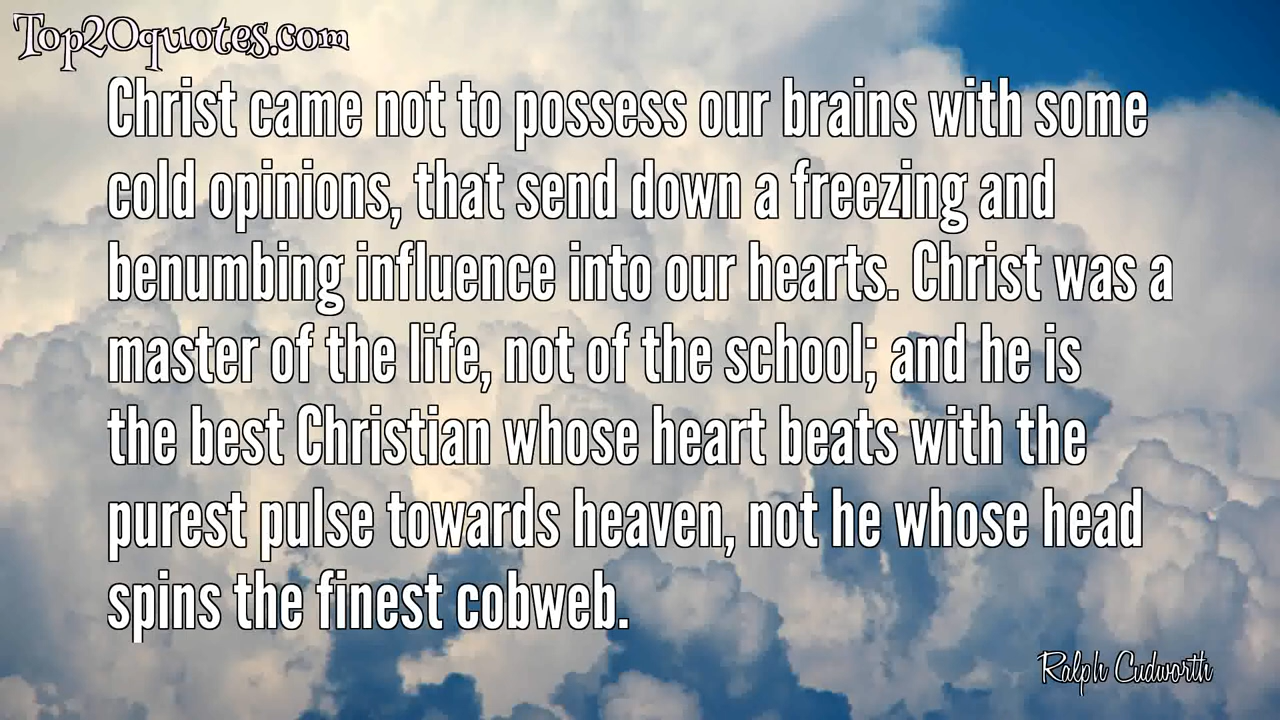 Top20quotes.com
Christ came not to possess our brains with some
cold opinions, that send down a freezing and
benumbing influence into our hearts. Christ was a
master of the life, not of the school; and he is
the best Christian whose heart beats with the
purest pulse towards heaven, not he whose head
spins the finest cobweb.
Ralph Cudworth